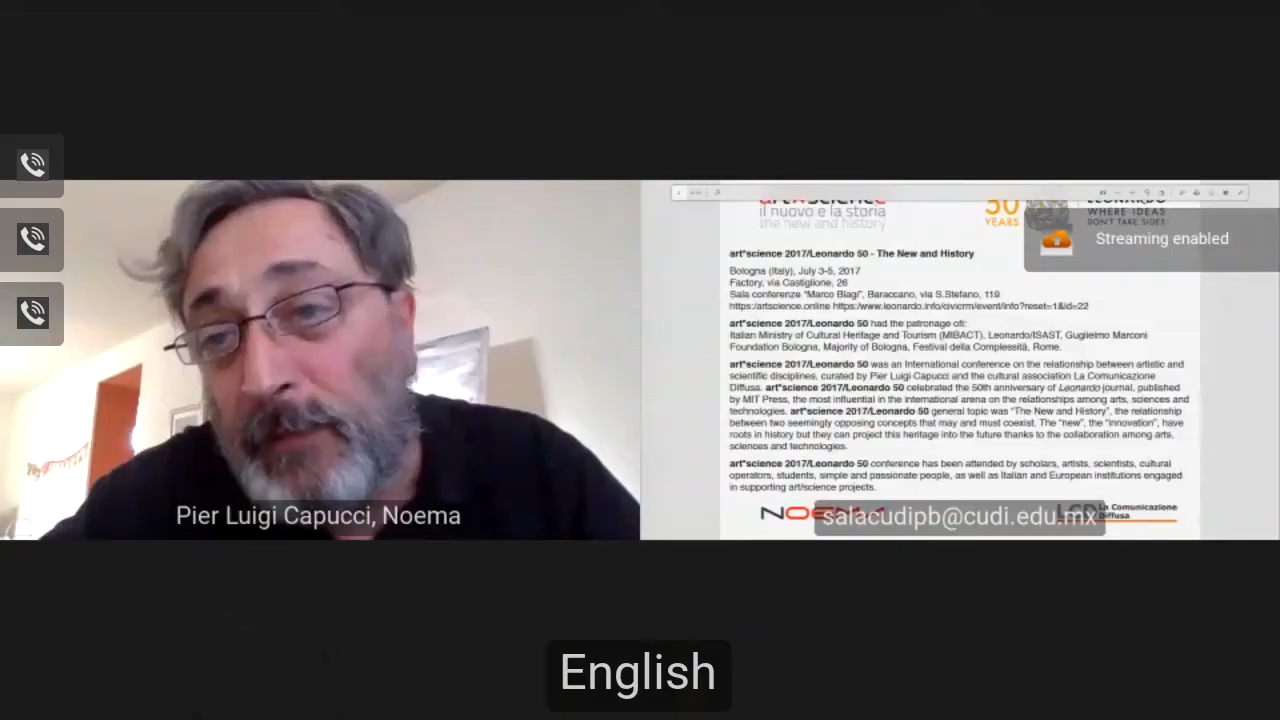 art*science
il nuovo e la storia
the new and history
50
YEARS
LEONARDO
WHERE IDEAS
DON'T TAKE SIDES
Streaming enabled
art*science 2017/Leonardo 50 - The New and History
Bologna (Italy), July 3-5, 2017
Factory, via Castiglione, 26
Sala conferenze "Marco Biagi", Baraccano, via S.Stefano, 119
https:/artscience.online https:/www.leonardo.info/civicrm/event/info?reset=1&id=22
art*science 2017/Leonardo 50 had the patronage of:
Italian Ministry of Cultural Heritage and Tourism (MIBACT), Leonardo/ISAST, Guglielmo Marconi
Foundation Bologna, Majority of Bologna, Festival della Complessità, Rome.
art*science 2017/Leonardo 50 was an International conference on the relationship between artistic and
scientific disciplines, curated by Pier Luigi Capucci and the cultural association La Comunicazione
Diffusa. art*science 2017/Leonardo 50 celebrated the 50th anniversary of Leonardo journal, published
by MIT Press, the most influential in the international arena on the relationships among arts, sciences and
technologies. art*science 2017/Leonardo 50 general topic was "The New and History", the relationship
between two seemingly opposing concepts that may and must coexist. The "new", the "innovation", have
roots in history but they can project this heritage into the future thanks to the collaboration among arts,
sciences and technologies.
art*science 2017/Leonardo 50 conference has been attended by scholars, artists, scientists, cultural
operators, students, simple and passionate people, as well as Italian and European institutions engaged
in supporting art/science projects.
NOEMA
LCD La Comunicazione
Diffusa
Pier Luigi Capucci, Noema
salacudipb@cudi.edu.mx
English